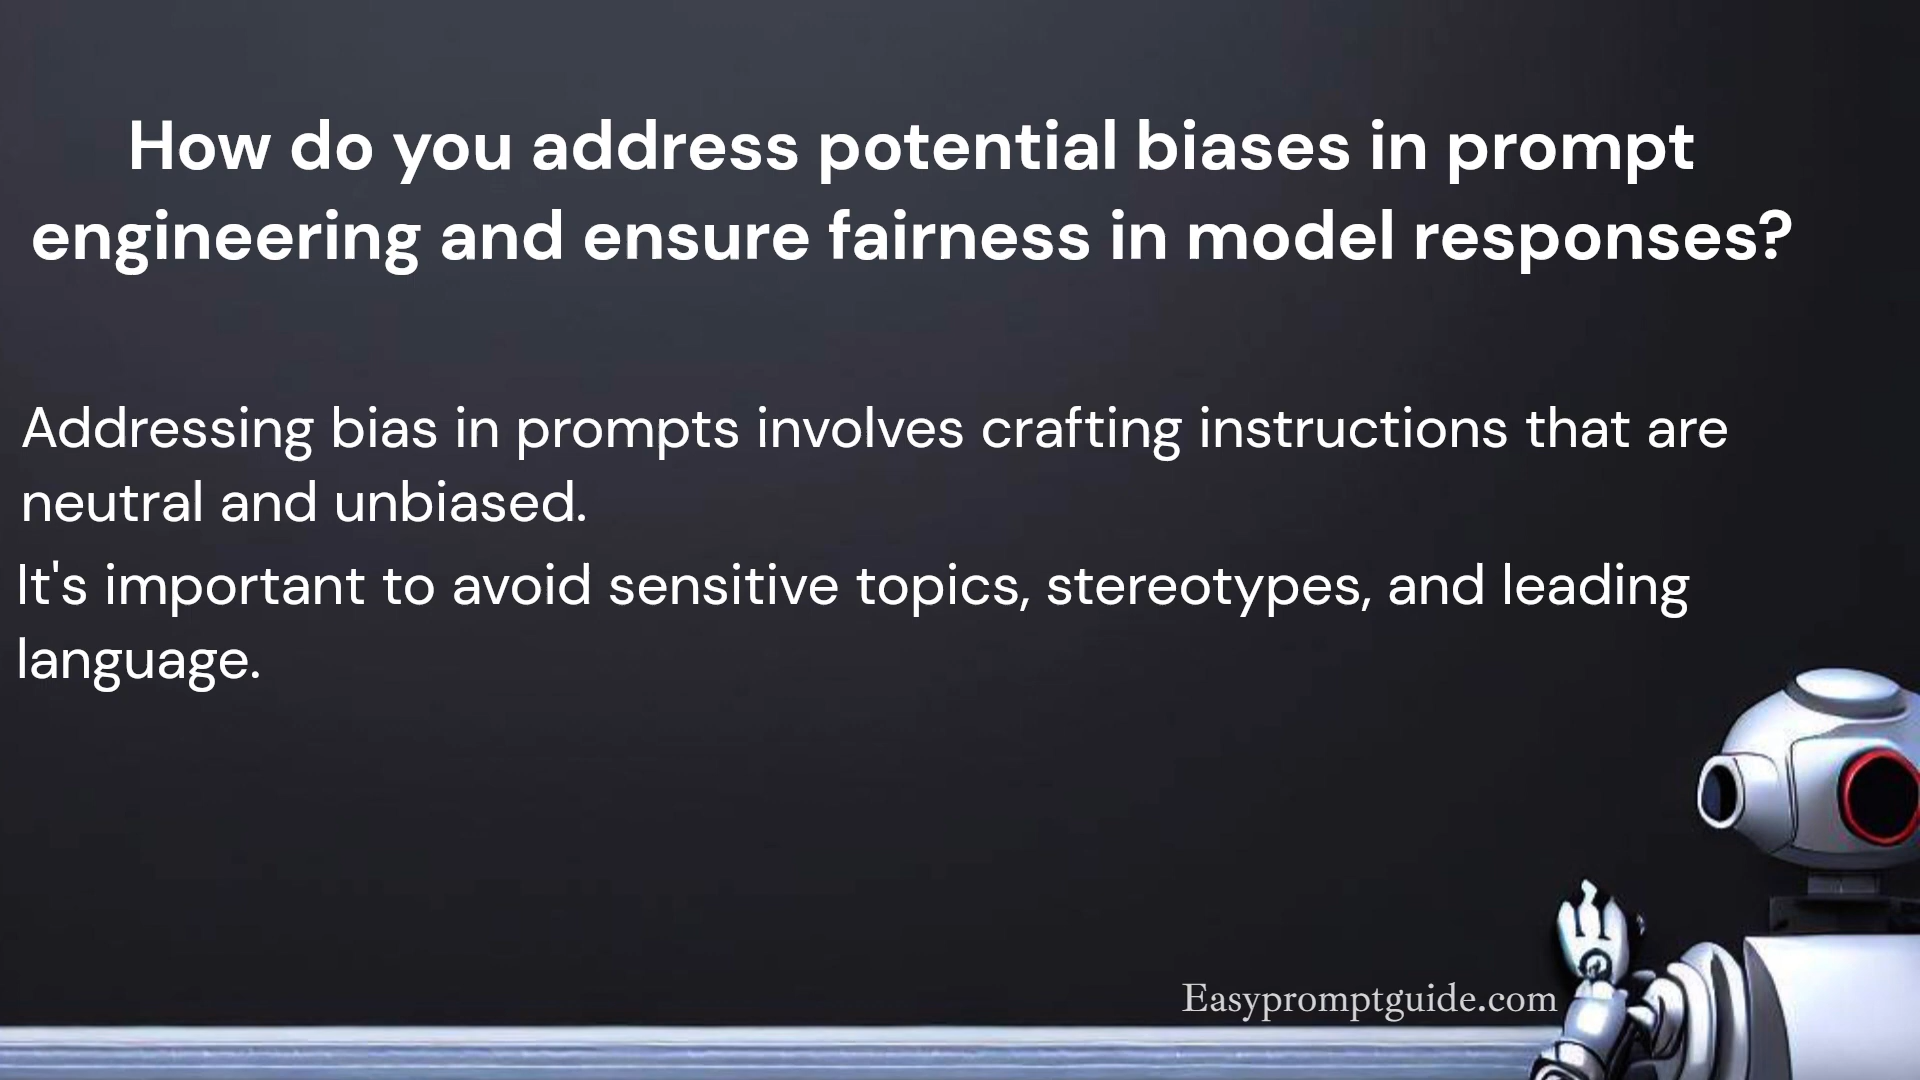 How do you address potential biases in prompt
engineering and ensure fairness in model responses?
Addressing bias in prompts involves crafting instructions that are
neutral and unbiased.
It's important to avoid sensitive topics, stereotypes, and leading
language.
Easypromptguide.com